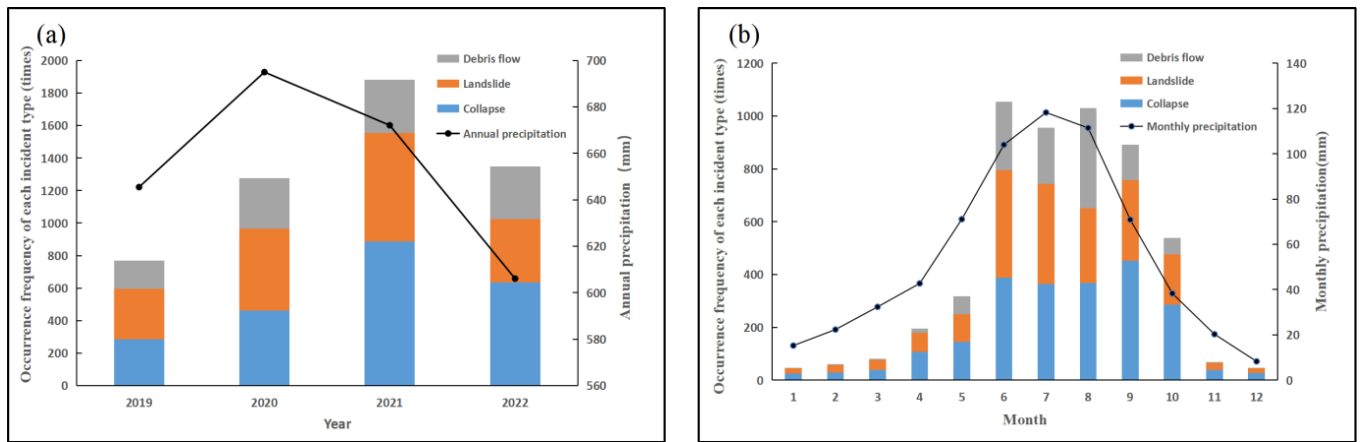 (a)
Debris flow
Landslide
Collapse
Annual precipitation
Occurrence frequency of each incident type (times)
2000
1800
1600
1400
1200
1000
800
600
400
200
0
700
680
660
640
620
600
580
560
Annual precipitation (mm)
2019 2020 2021 2022
Year
(b)
Debris flow
Landslide
Collapse
Monthly precipitation
Occurrence frequency of each incident type (times)
1200
1000
800
600
400
200
0
140
120
100
80
60
40
20
0
Monthly precipitation(mm)
1 2 3 4 5 6 7 8 9 10 11 12
Month